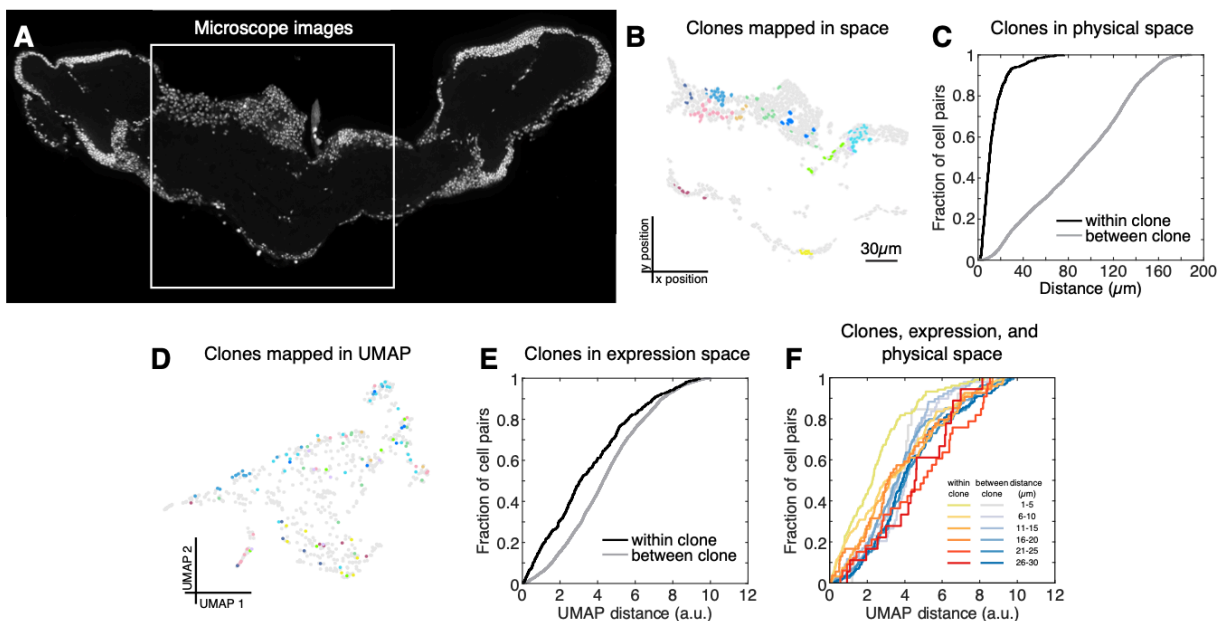 A
Microscope images
B
Clones mapped in space
y position
x position
30µm
C
Clones in physical space
Fraction of cell pairs
1
0.8
0.6
0.4
0.2
0
within clone
between clone
0 40 80 120 160 200
Distance (µm)
D
Clones mapped in UMAP
UMAP 2
UMAP 1
E
Clones in expression space
Fraction of cell pairs
1
0.8
0.6
0.4
0.2
0
within clone
between clone
0 2 4 6 8 10 12
UMAP distance (a.u.)
F
Clones, expression, and
physical space
Fraction of cell pairs
1
0.8
0.6
0.4
0.2
0
within between distance
clone clone (µm)
1-5
6-10
11-15
16-20
21-25
26-30
0 2 4 6 8 10 12
UMAP distance (a.u.)